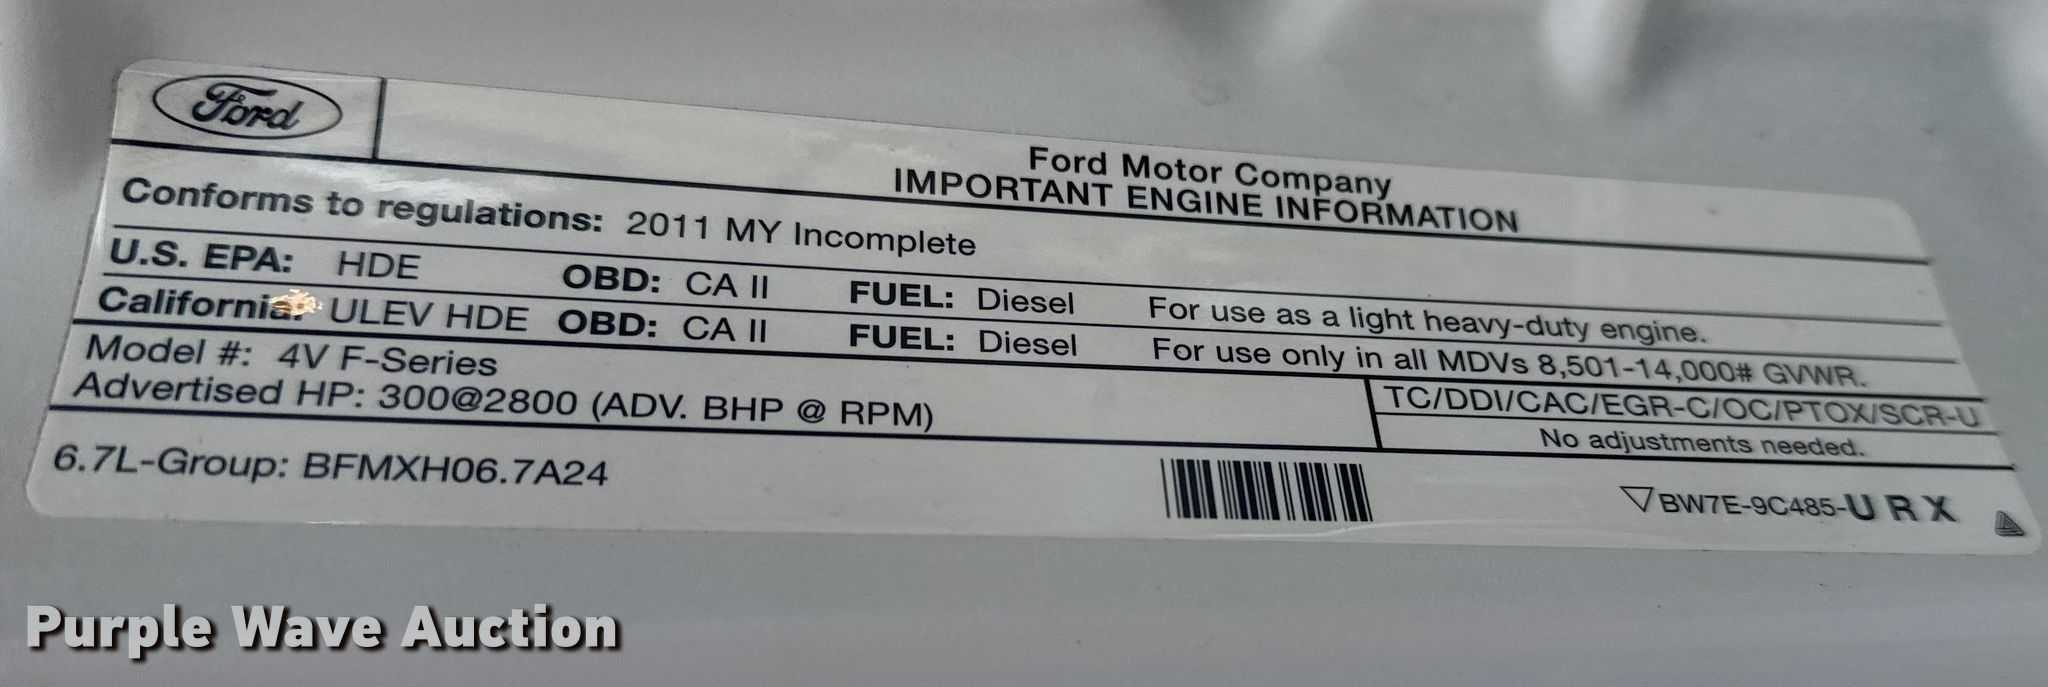 Ford
Ford Motor Company
IMPORTANT ENGINE INFORMATION
Conforms to regulations: 2011 MY Incomplete
U.S. EPA: HDE OBD: CA II FUEL: Diesel For use as a light heavy-duty engine.
California: ULEV HDE OBD: CA II FUEL: Diesel For use only in all MDVs 8,501-14,000# GVWR.
Model #: 4V F-Series
Advertised HP: 300@2800 (ADV. BHP @ RPM)
TC/DDI/CAC/EGR-C/OC/PTOX/SCR-U
No adjustments needed.
6.7L-Group: BFMXH06.7A24
BW7E-9C485-U R X
Purple Wave Auction